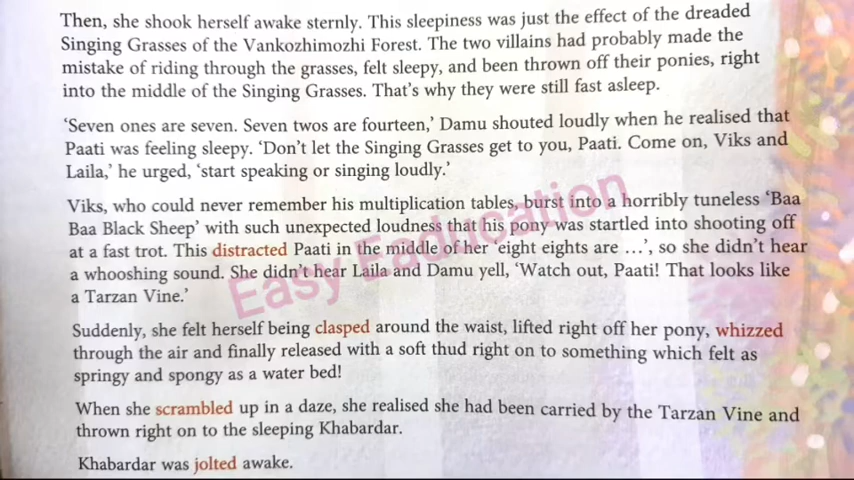 Then, she shook herself awake sternly. This sleepiness was just the effect of the dreaded
Singing Grasses of the Vankozhimozhi Forest. The two villains had probably made the
mistake of riding through the grasses, felt sleepy, and been thrown off their ponies, right
into the middle of the Singing Grasses. That's why they were still fast asleep.
‘Seven ones are seven. Seven twos are fourteen,’ Damu shouted loudly when he realised that
Paati was feeling sleepy. ‘Don't let the Singing Grasses get to you, Paati. Come on, Viks and
Laila,’ he urged, ‘start speaking or singing loudly.’
Viks, who could never remember his multiplication tables, burst into a horribly tuneless ‘Baa
Baa Black Sheep’ with such unexpected loudness that his pony was startled into shooting off
at a fast trot. This distracted Paati in the middle of her ‘eight eights are ...’, so she didn't hear
a whooshing sound. She didn't hear Laila and Damu yell, ‘Watch out, Paati! That looks like
a Tarzan Vine.’
Easy Eaducation
Suddenly, she felt herself being clasped around the waist, lifted right off her pony, whizzed
through the air and finally released with a soft thud right on to something which felt as
springy and spongy as a water bed!
When she scrambled up in a daze, she realised she had been carried by the Tarzan Vine and
thrown right on to the sleeping Khabardar.
Khabardar was jolted awake.